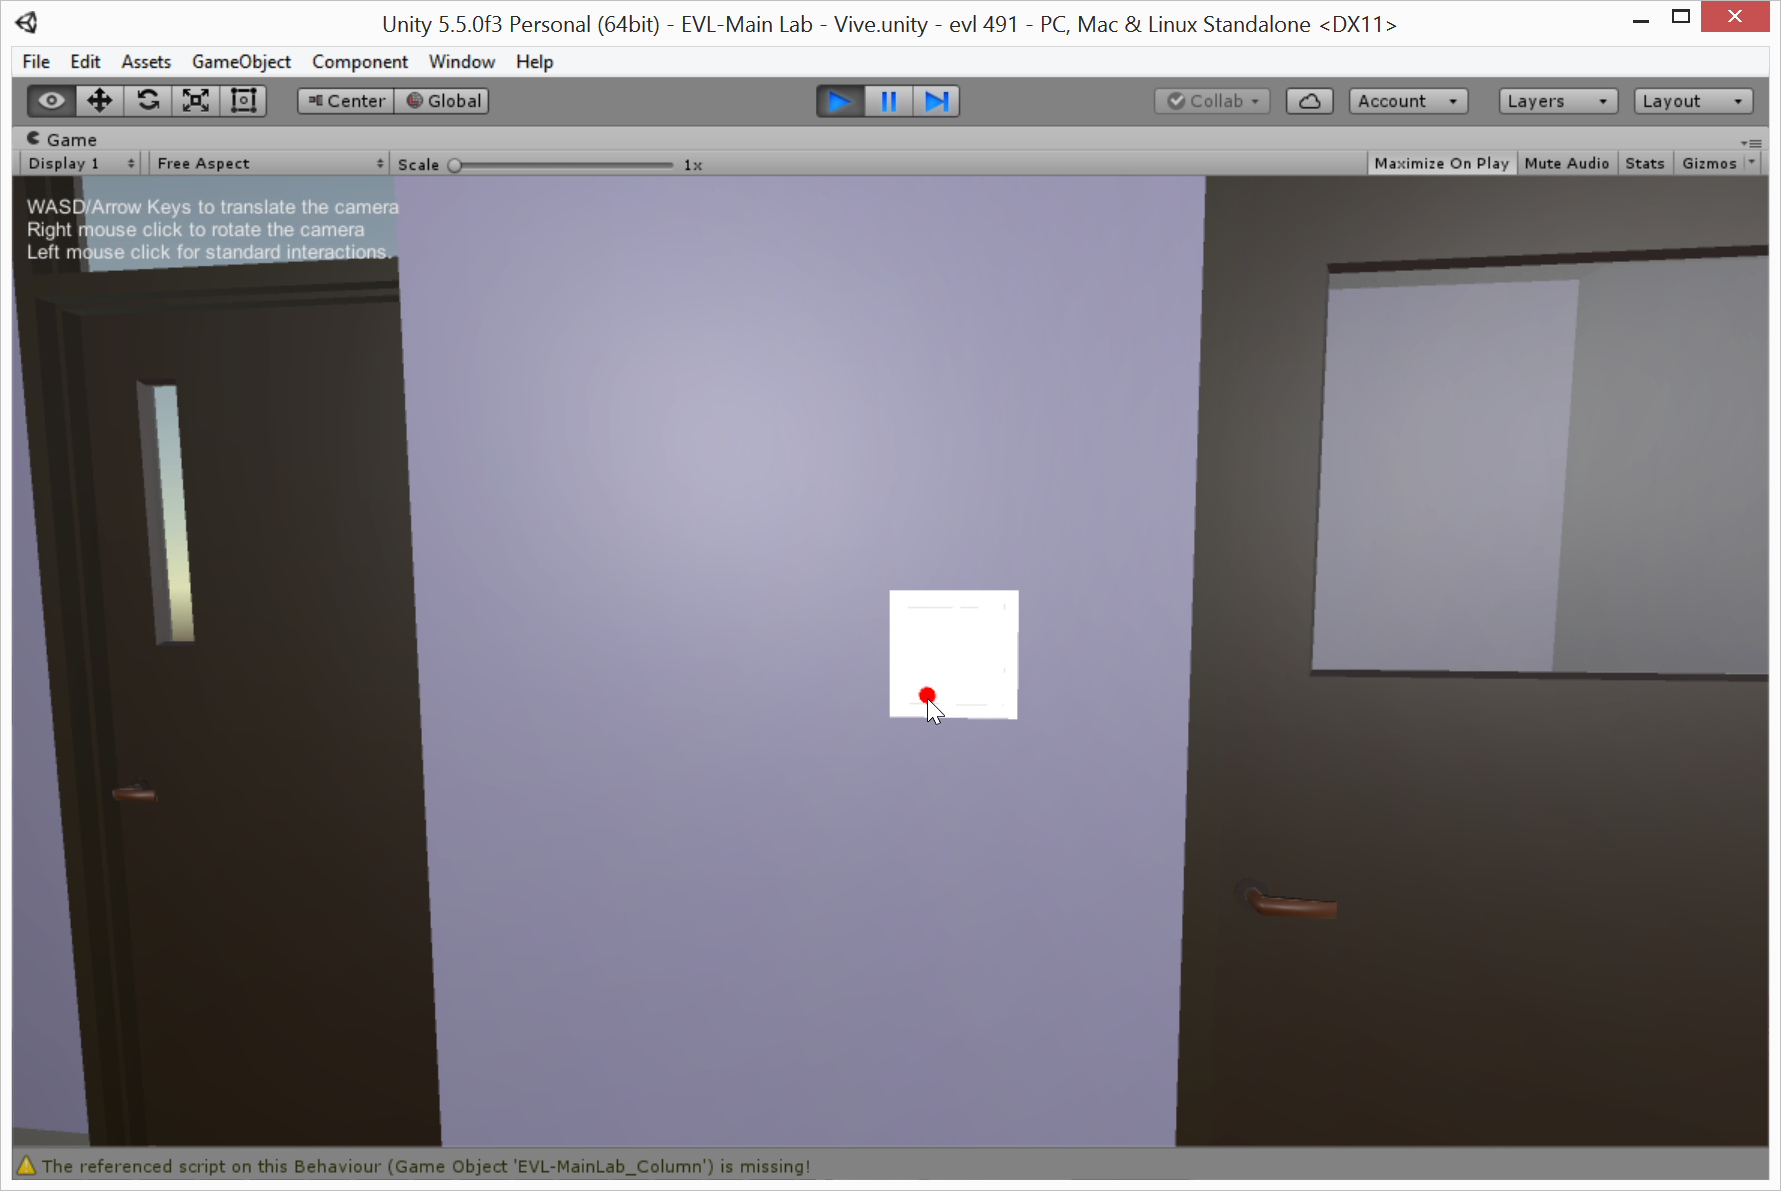 Unity 5.5.0f3 Personal (64bit) - EVL-Main Lab - Vive.unity - evl 491 - PC, Mac & Linux Standalone <DX11>
File Edit Assets GameObject Component Window Help
Center Global Collab Account Layers Layout
Game
Display 1 Free Aspect Scale 1x Maximize On Play Mute Audio Stats Gizmos
WASD/Arrow Keys to translate the camera
Right mouse click to rotate the camera
Left mouse click for standard interactions.
The referenced script on this Behaviour (Game Object 'EVL-MainLab_Column') is missing!